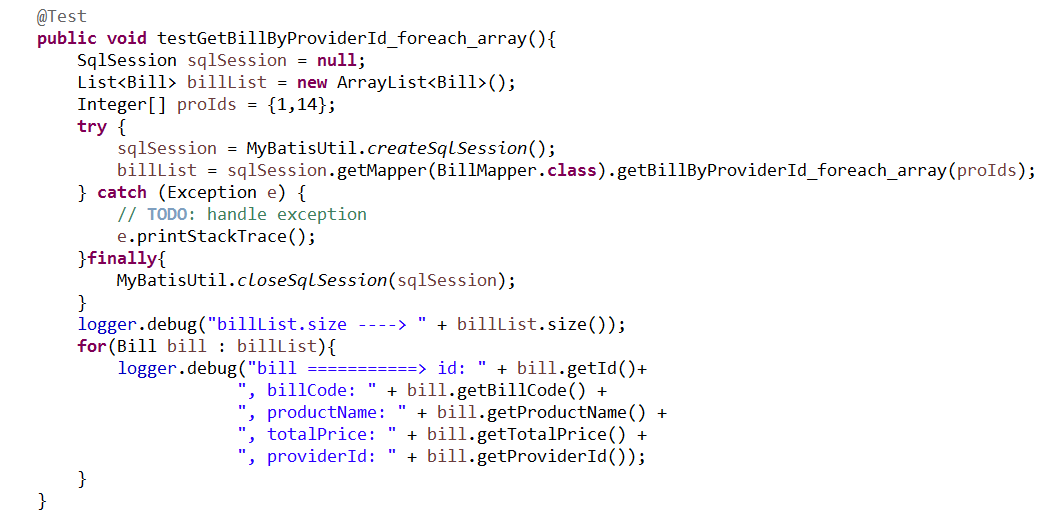 @Test
public void testGetBillByProviderId_foreach_array(){
    SqlSession sqlSession = null;
    List<Bill> billList = new ArrayList<Bill>();
    Integer[] proIds = {1,14};
    try {
        sqlSession = MyBatisUtil.createSqlSession();
        billList = sqlSession.getMapper(BillMapper.class).getBillByProviderId_foreach_array(proIds);
    } catch (Exception e) {
        // TODO: handle exception
        e.printStackTrace();
    }finally{
        MyBatisUtil.closeSqlSession(sqlSession);
    }
    logger.debug("billList.size ----> " + billList.size());
    for(Bill bill : billList){
        logger.debug("bill ===========> id: " + bill.getId()+
                    ", billCode: " + bill.getBillCode() +
                    ", productName: " + bill.getProductName() +
                    ", totalPrice: " + bill.getTotalPrice() +
                    ", providerId: " + bill.getProviderId());
    }
}